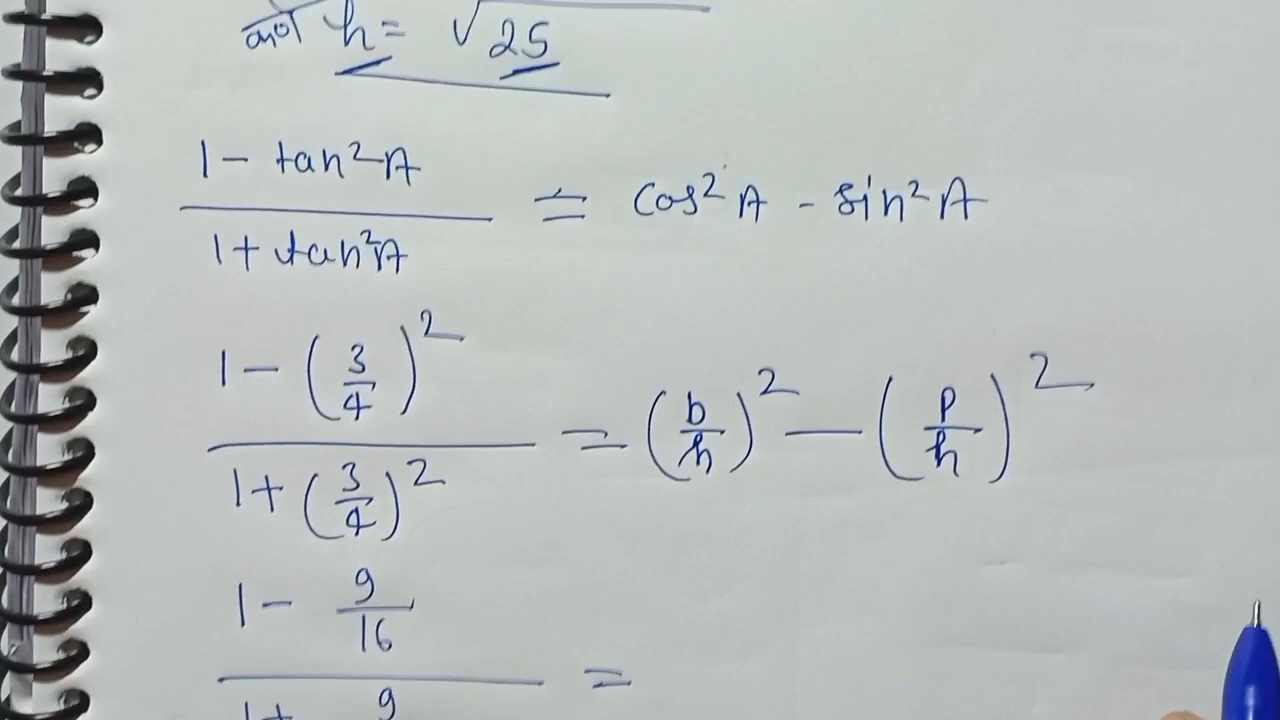 h = √25
1 - tan²A / 1 + tan²A = cos²A - sin²A
1 - (3/4)² / 1 + (3/4)² = (b/h)² - (p/h)²
1 - 9/16 / 1 + 9 =